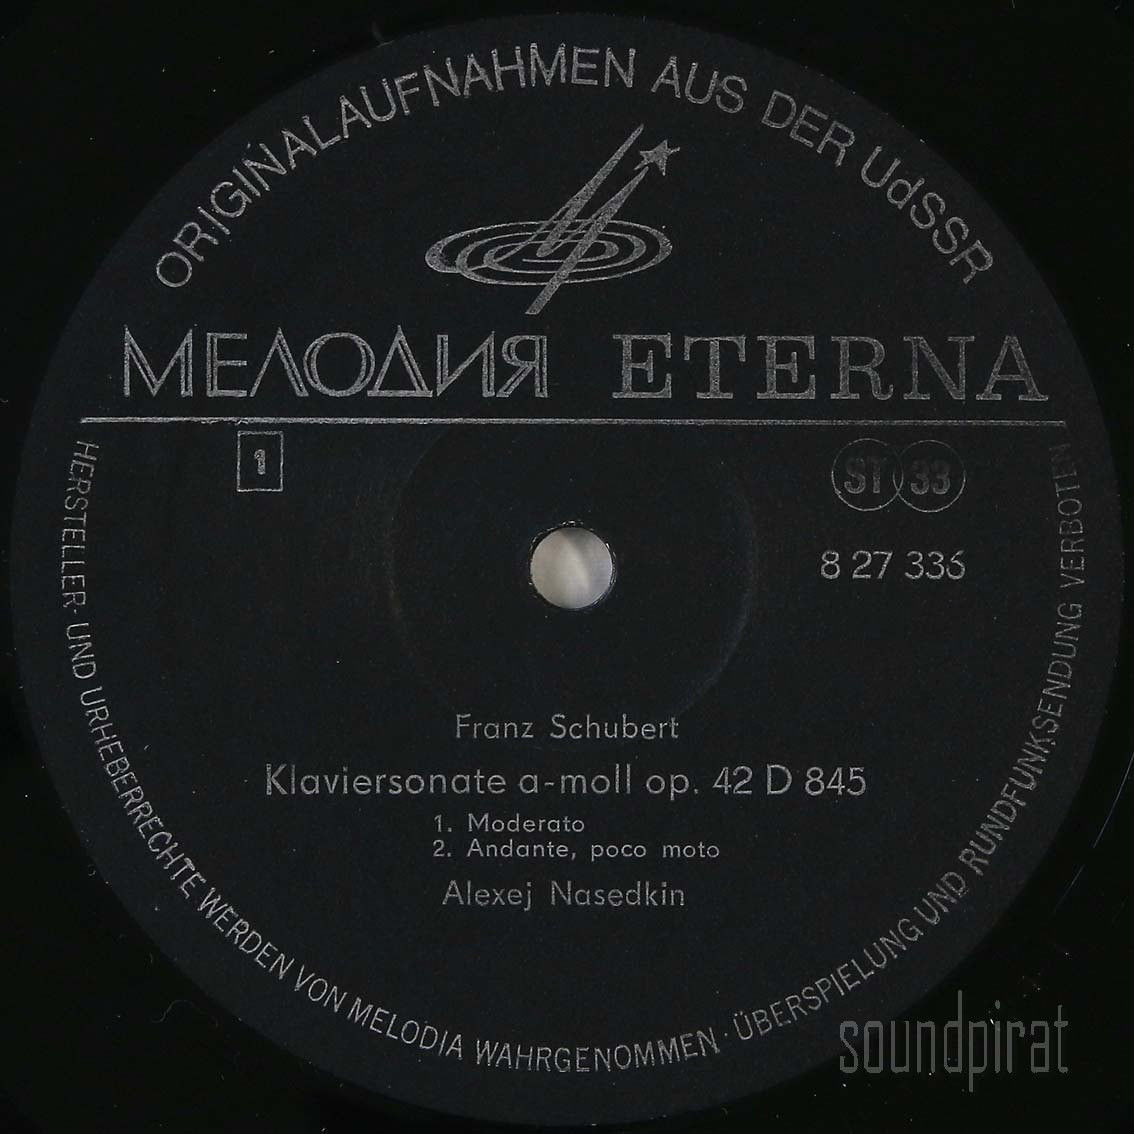 ORIGINALAUFNAHMEN AUS DER UdSSR
МЕЛОДИЯ ETERNA
1
ST 33
8 27 336
Franz Schubert
Klaviersonate a-moll op. 42 D 845
1. Moderato
2. Andante, poco moto
Alexej Nasedkin
HERSTELLER- UND URHEBERRECHTE WERDEN VON MELODIA WAHRGENOMMEN · ÜBERSPIELUNG UND RUNDFUNKSENDUNG VERBOTEN
soundpirat